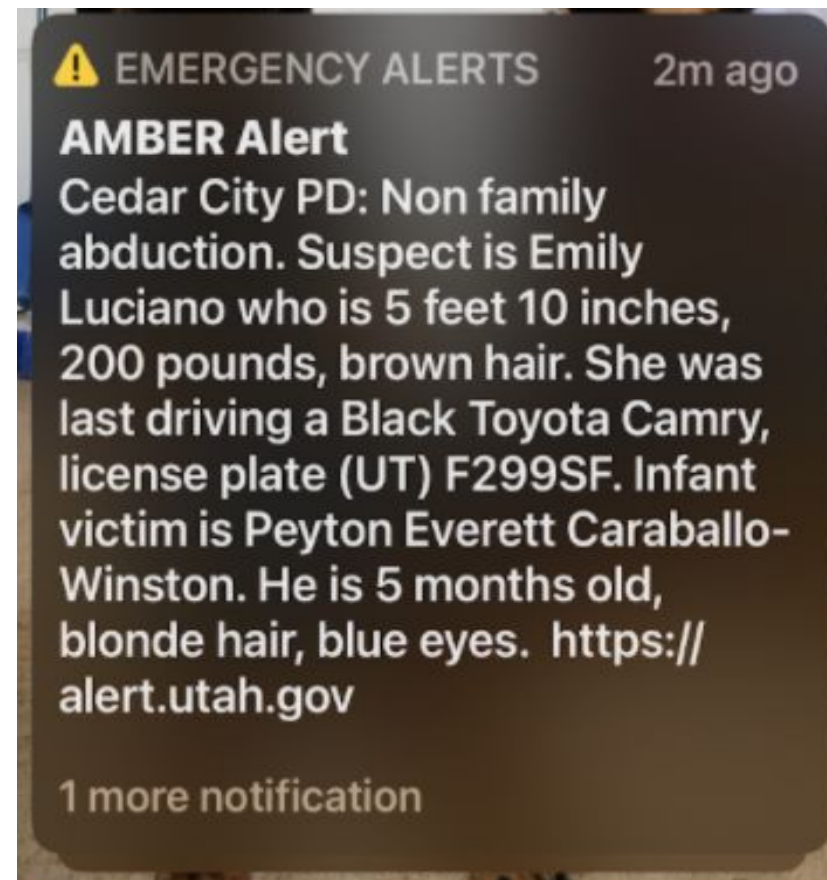 EMERGENCY ALERTS 2m ago
AMBER Alert
Cedar City PD: Non family
abduction. Suspect is Emily
Luciano who is 5 feet 10 inches,
200 pounds, brown hair. She was
last driving a Black Toyota Camry,
license plate (UT) F299SF. Infant
victim is Peyton Everett Caraballo-
Winston. He is 5 months old,
blonde hair, blue eyes.  https://
alert.utah.gov
1 more notification